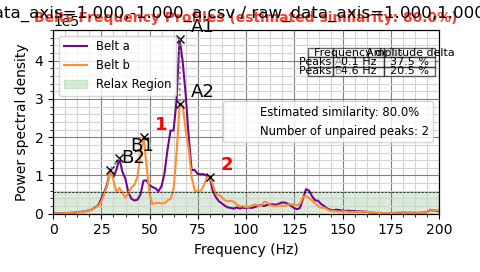 ata_axis=1.000,-1.000_a.csv / raw_data_axis=1.000,1.000
Belts Frequency Profiles (estimated similarity: 80.0%)
1e5
Belt a
Belt b
Relax Region
A1
Frequency delta Amplitude delta
Peaks A 0.1 Hz 37.5 %
Peaks B 4.6 Hz 20.5 %
A2
Estimated similarity: 80.0%
Number of unpaired peaks: 2
1
B1
B2
2
Power spectral density
0
1
2
3
4
0 25 50 75 100 125 150 175 200
Frequency (Hz)